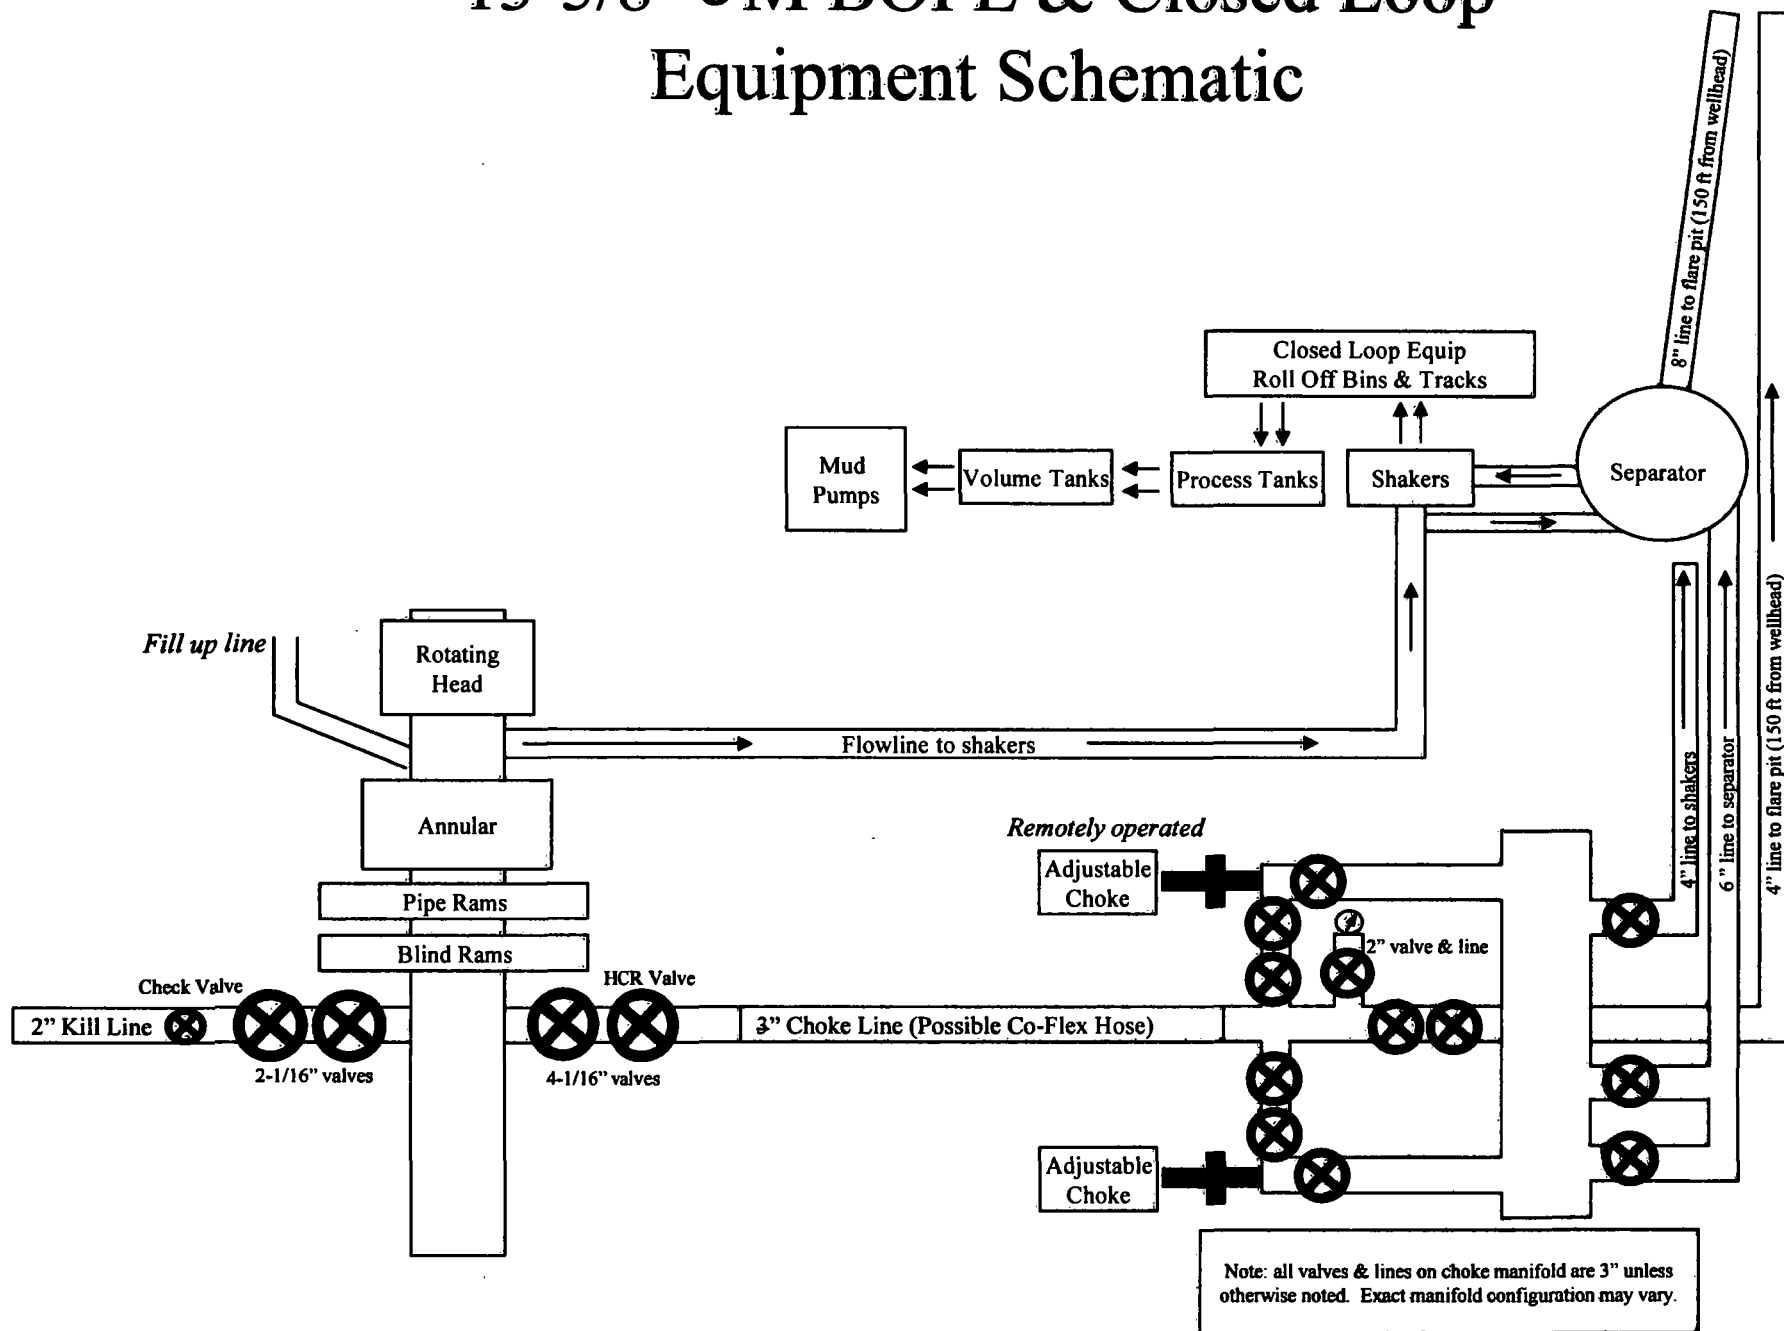 BOPE & Closed Loop
Equipment Schematic
8" line to flare pit (150 ft from wellhead)
Closed Loop Equip
Roll Off Bins & Tracks
Mud
Pumps
Volume Tanks
Process Tanks
Shakers
Separator
Fill up line
Rotating
Head
Flowline to shakers
Annular
Pipe Rams
Blind Rams
Remotely operated
Adjustable
Choke
2" valve & line
4" line to shakers
6" line to separator
4" line to flare pit (150 ft from wellhead)
Check Valve
HCR Valve
2" Kill Line
3" Choke Line (Possible Co-Flex Hose)
2-1/16" valves
4-1/16" valves
Adjustable
Choke
Note: all valves & lines on choke manifold are 3" unless
otherwise noted. Exact manifold configuration may vary.